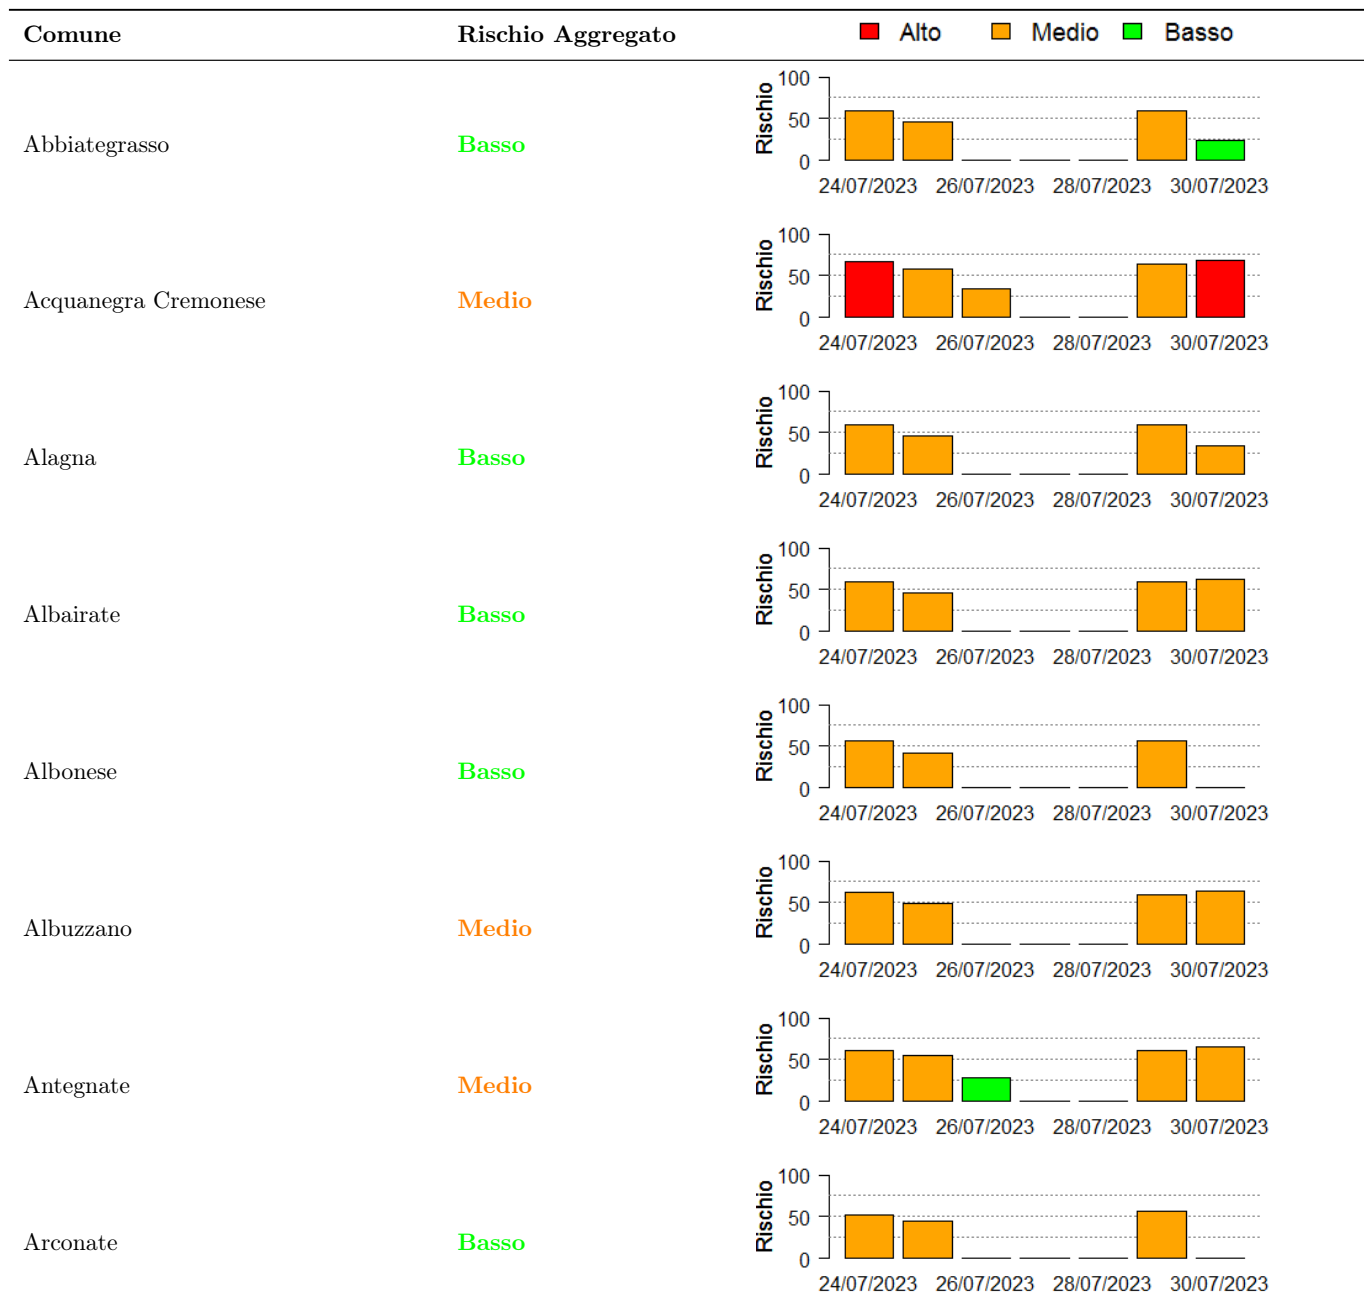 Comune Rischio Aggregato Alto Medio Basso
100
50
0
Rischio
Abbiategrasso Basso
24/07/2023 26/07/2023 28/07/2023 30/07/2023
100
50
0
Rischio
Acquanegra Cremonese Medio
24/07/2023 26/07/2023 28/07/2023 30/07/2023
100
50
0
Rischio
Alagna Basso
24/07/2023 26/07/2023 28/07/2023 30/07/2023
100
50
0
Rischio
Albairate Basso
24/07/2023 26/07/2023 28/07/2023 30/07/2023
100
50
0
Rischio
Albonese Basso
24/07/2023 26/07/2023 28/07/2023 30/07/2023
100
50
0
Rischio
Albuzzano Medio
24/07/2023 26/07/2023 28/07/2023 30/07/2023
100
50
0
Rischio
Antegnate Medio
24/07/2023 26/07/2023 28/07/2023 30/07/2023
100
50
0
Rischio
Arconate Basso
24/07/2023 26/07/2023 28/07/2023 30/07/2023